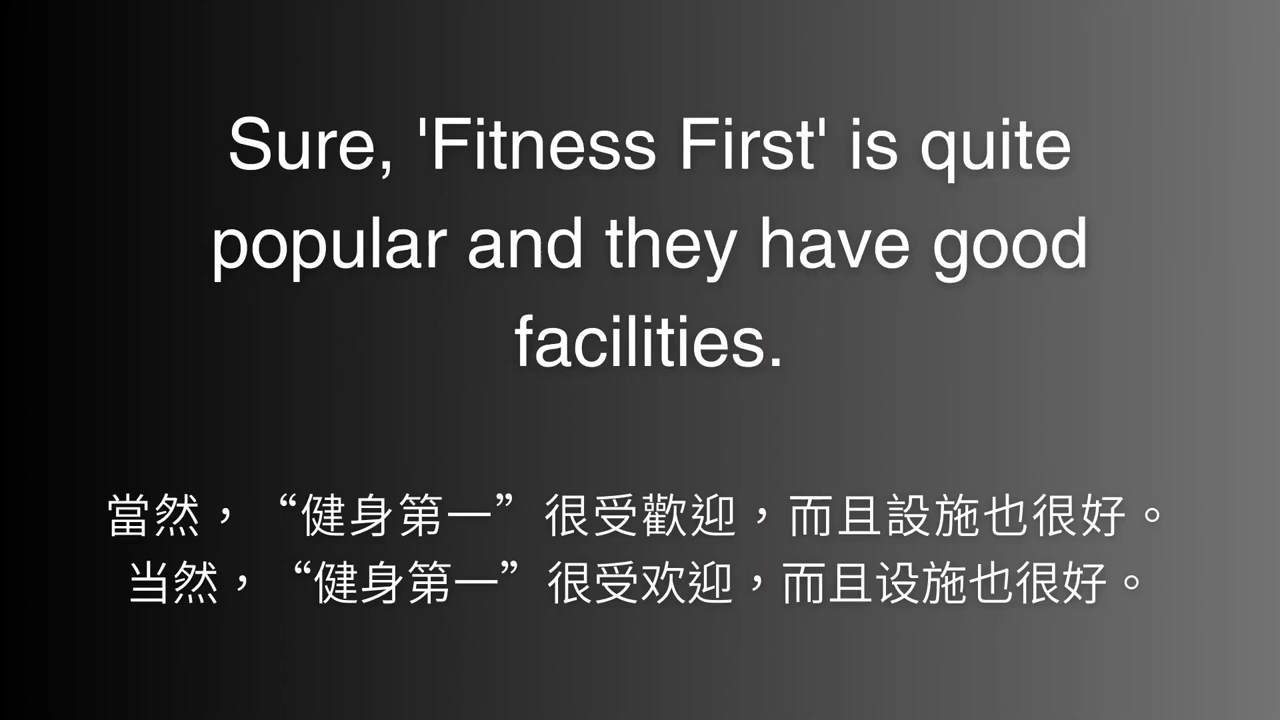 Sure, 'Fitness First' is quite
popular and they have good
facilities.
當然，“健身第一”很受歡迎，而且設施也很好。
当然，“健身第一”很受欢迎，而且设施也很好。